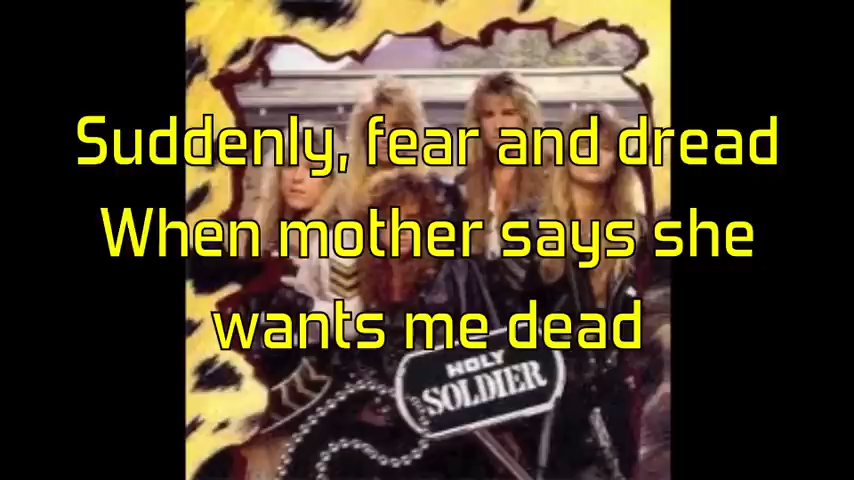 Suddenly, fear and dread
When mother says she
wants me dead
HOLY
SOLDIER